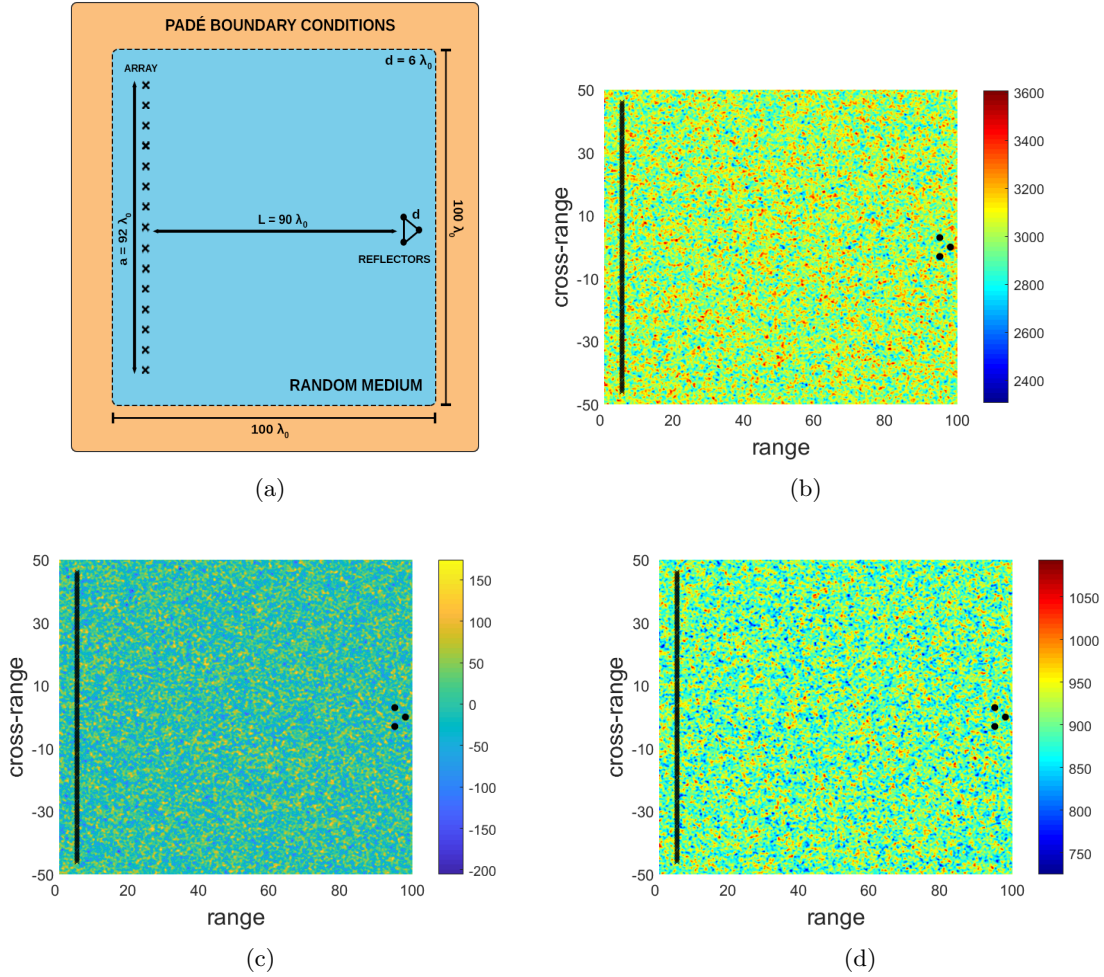 PADÉ BOUNDARY CONDITIONS
d = 6 λ₀
ARRAY
a = 92 λ₀
L = 90 λ₀
d
REFLECTORS
100 λ₀
RANDOM MEDIUM
100 λ₀
(a)
50
30
10
-10
-30
-50
cross-range
0 20 40 60 80 100
range
3600
3400
3200
3000
2800
2600
2400
(b)
50
30
10
-10
-30
-50
cross-range
0 20 40 60 80 100
range
150
100
50
0
-50
-100
-150
-200
(c)
50
30
10
-10
-30
-50
cross-range
0 20 40 60 80 100
range
1050
1000
950
900
850
800
750
(d)